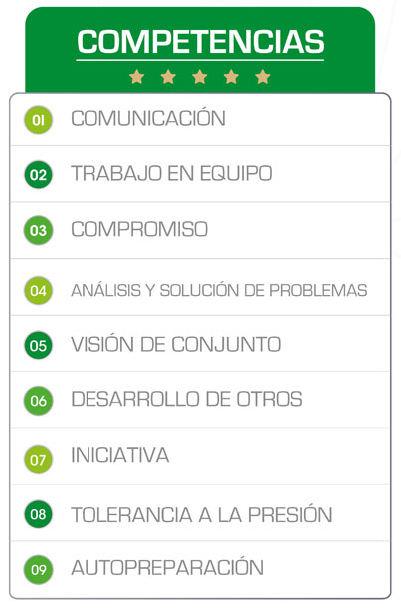 COMPETENCIAS
01 COMUNICACIÓN
02 TRABAJO EN EQUIPO
03 COMPROMISO
04 ANÁLISIS Y SOLUCIÓN DE PROBLEMAS
05 VISIÓN DE CONJUNTO
06 DESARROLLO DE OTROS
07 INICIATIVA
08 TOLERANCIA A LA PRESIÓN
09 AUTOPREPARACIÓN